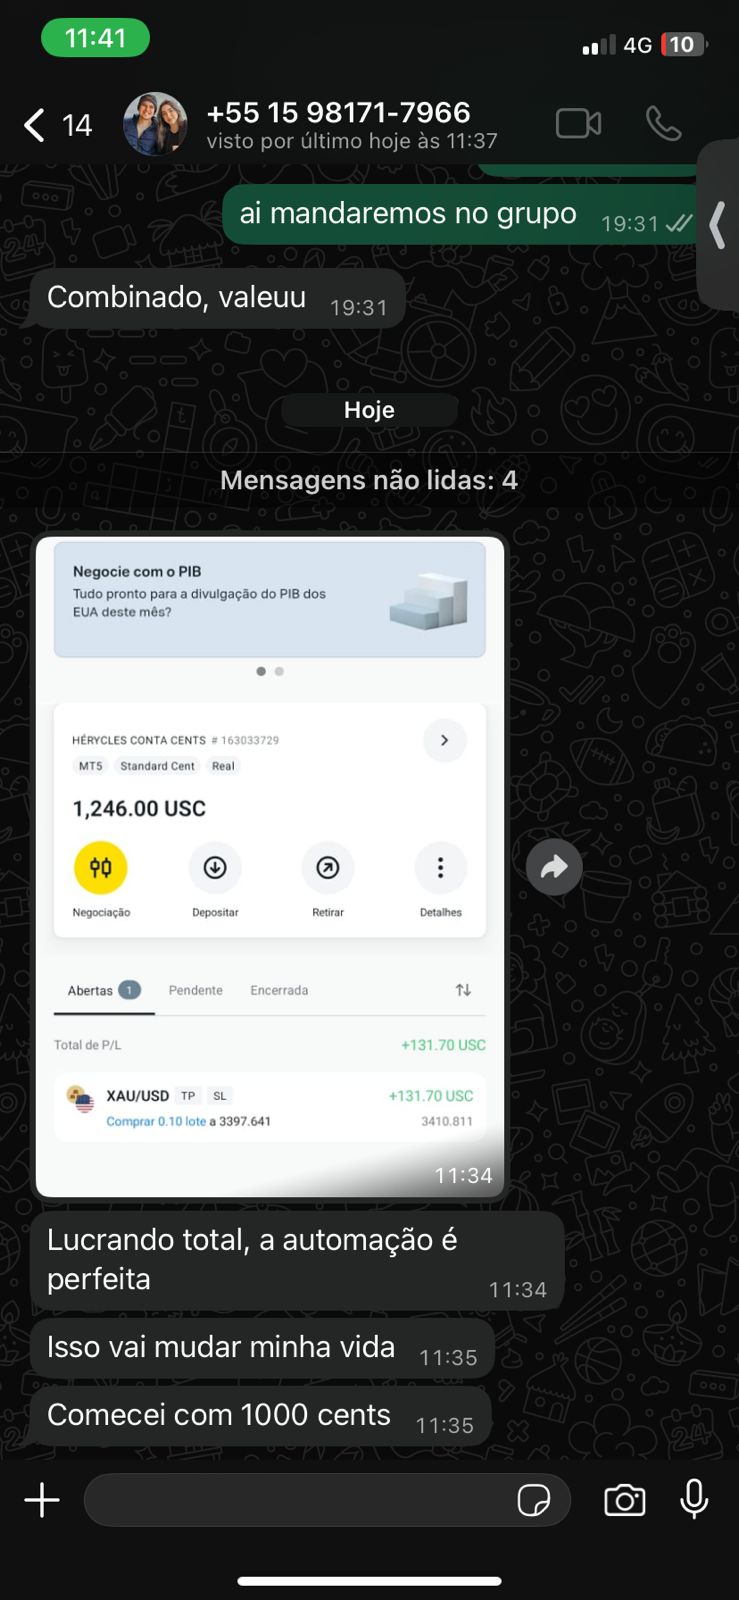 11:41
4G 10
14
+55 15 98171-7966
visto por último hoje às 11:37
ai mandaremos no grupo 19:31
Combinado, valeuu 19:31
Hoje
Mensagens não lidas: 4
Negocie com o PIB
Tudo pronto para a divulgação do PIB dos
EUA deste mês?
HÉRYCLES CONTA CENTS # 163033729
MT5 Standard Cent Real
1,246.00 USC
Negociação Depositar Retirar Detalhes
Abertas 1 Pendente Encerrada
Total de P/L +131.70 USC
XAU/USD TP SL +131.70 USC
Comprar 0.10 lote a 3397.641 3410.811
11:34
Lucrando total, a automação é
perfeita 11:34
Isso vai mudar minha vida 11:35
Comecei com 1000 cents 11:35